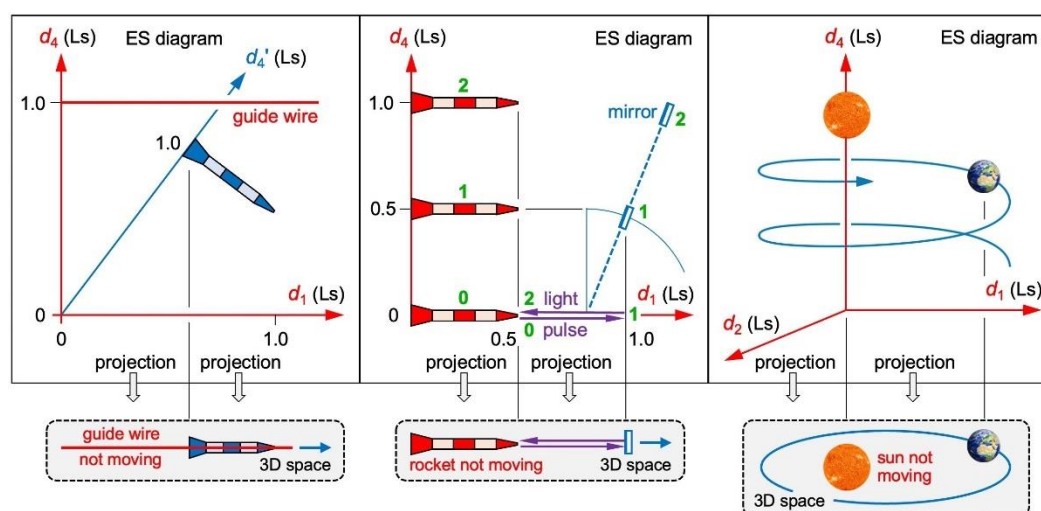 d4 (Ls)
ES diagram
d4' (Ls)
1.0
guide wire
1.0
0
d1 (Ls)
0
1.0
projection
projection
guide wire
not moving
3D space
d4 (Ls)
ES diagram
2
1.0
mirror
2
1
0.5
1
0
2
light
d1 (Ls)
0
0
pulse
1
0.5
1.0
projection
projection
rocket not moving
3D space
d4 (Ls)
ES diagram
d1 (Ls)
d2 (Ls)
projection
projection
sun not
moving
3D space